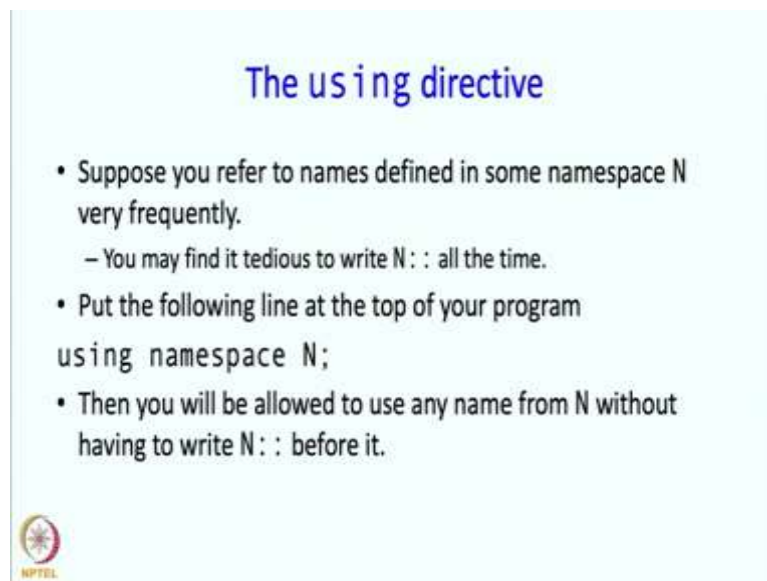 The using directive
• Suppose you refer to names defined in some namespace N
very frequently.
– You may find it tedious to write N:: all the time.
• Put the following line at the top of your program
using namespace N;
• Then you will be allowed to use any name from N without
having to write N:: before it.
NPTEL